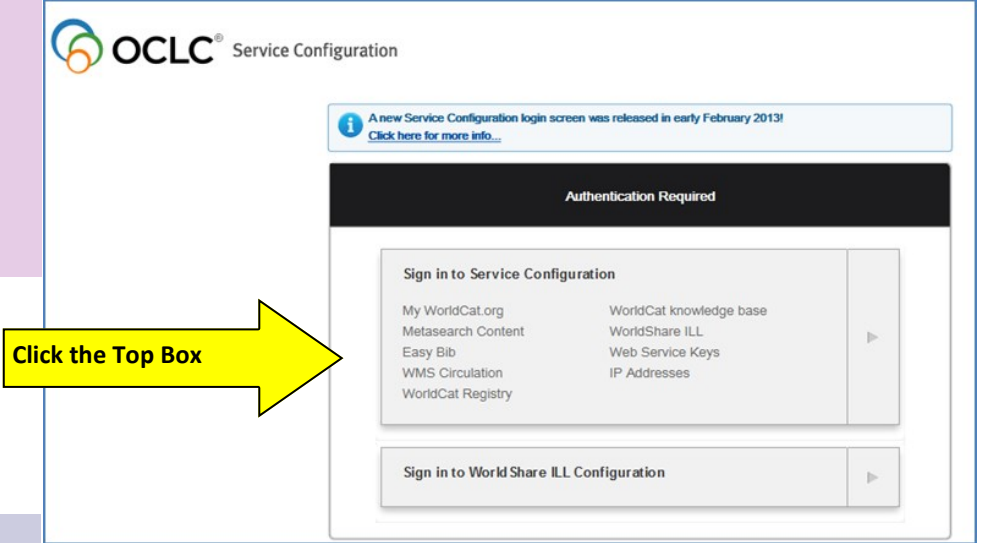 OCLC® Service Configuration
A new Service Configuration login screen was released in early February 2013!
Click here for more info...
Authentication Required
Sign in to Service Configuration
My WorldCat.org WorldCat knowledge base
Metasearch Content WorldShare ILL
Easy Bib Web Service Keys
WMS Circulation IP Addresses
WorldCat Registry
Click the Top Box
Sign in to World Share ILL Configuration